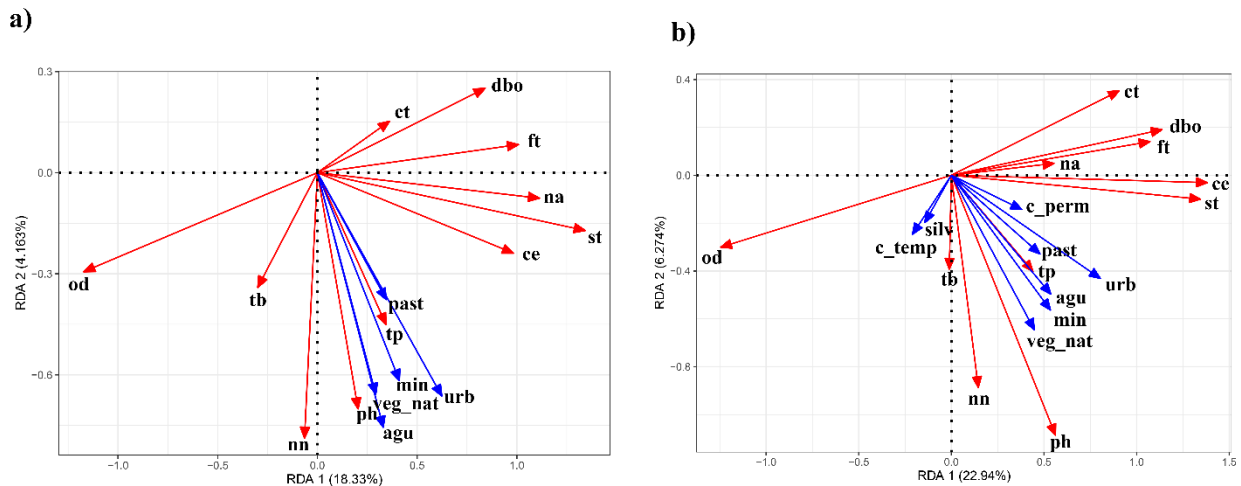 a)
0.3
0.0
−0.3
−0.6
RDA 2 (4.163%)
dbo
ct
ft
na
st
ce
od
tb
past
tp
min
veg_nat
urb
ph
agu
nn
−1.0
−0.5
0.0
0.5
1.0
RDA 1 (18.33%)
b)
0.4
0.0
−0.4
−0.8
RDA 2 (6.274%)
ct
dbo
ft
na
ce
st
c_perm
silv
c_temp
past
od
tb
tp
urb
agu
min
veg_nat
nn
ph
−1.0
−0.5
0.0
0.5
1.0
1.5
RDA 1 (22.94%)